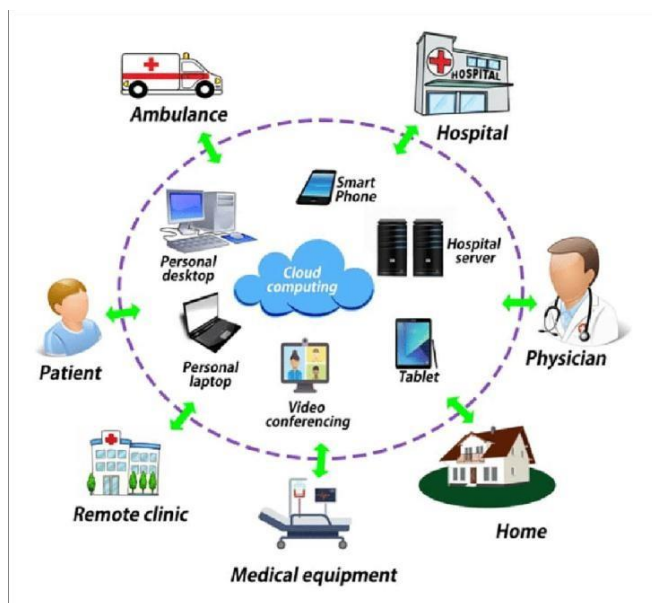 HOSPITAL
Ambulance
Hospital
Smart
Phone
Personal
desktop
Hospital
server
Cloud
computing
Patient
Personal
laptop
Tablet
Physician
Video
conferencing
Remote clinic
Home
Medical equipment